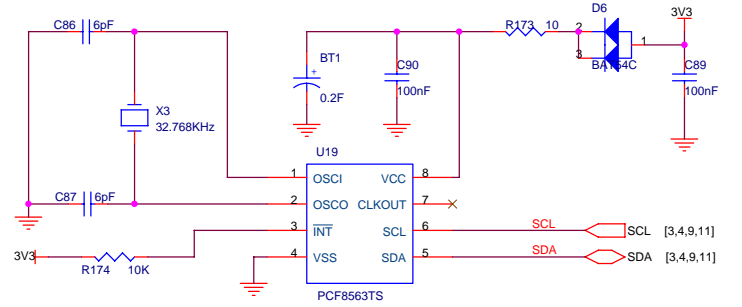 D6
3V3
C86 6pF
R173 10
2
1
3
BA164C
BT1
C90
C89
0.2F
100nF
100nF
X3
32.768KHz
U19
1 OSCI VCC 8
C87 6pF
2 OSCO CLKOUT 7
3 INT SCL 6 SCL SCL [3,4,9,11]
3V3
R174 10K
4 VSS SDA 5 SDA SDA [3,4,9,11]
PCF8563TS